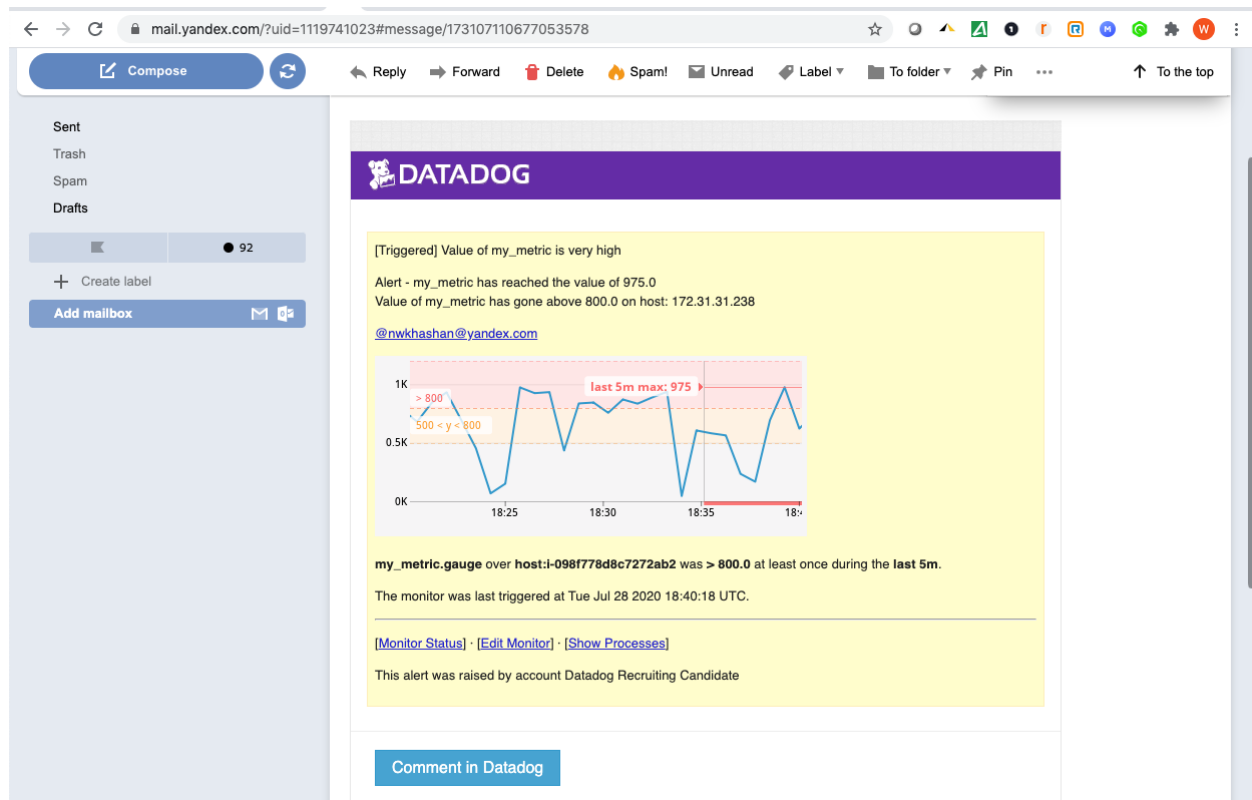 mail.yandex.com/?uid=1119741023#message/173107110677053578
Compose
Reply Forward Delete Spam! Unread Label To folder Pin ••• To the top
Sent
Trash
Spam
Drafts
92
Create label
Add mailbox
DATADOG
[Triggered] Value of my_metric is very high
Alert - my_metric has reached the value of 975.0
Value of my_metric has gone above 800.0 on host: 172.31.31.238
@nwkhashan@yandex.com
1K
0.5K
0K
> 800
500 < y < 800
last 5m max: 975
18:25 18:30 18:35
my_metric.gauge over host:i-098f778d8c7272ab2 was > 800.0 at least once during the last 5m.
The monitor was last triggered at Tue Jul 28 2020 18:40:18 UTC.
[Monitor Status] · [Edit Monitor] · [Show Processes]
This alert was raised by account Datadog Recruiting Candidate
Comment in Datadog